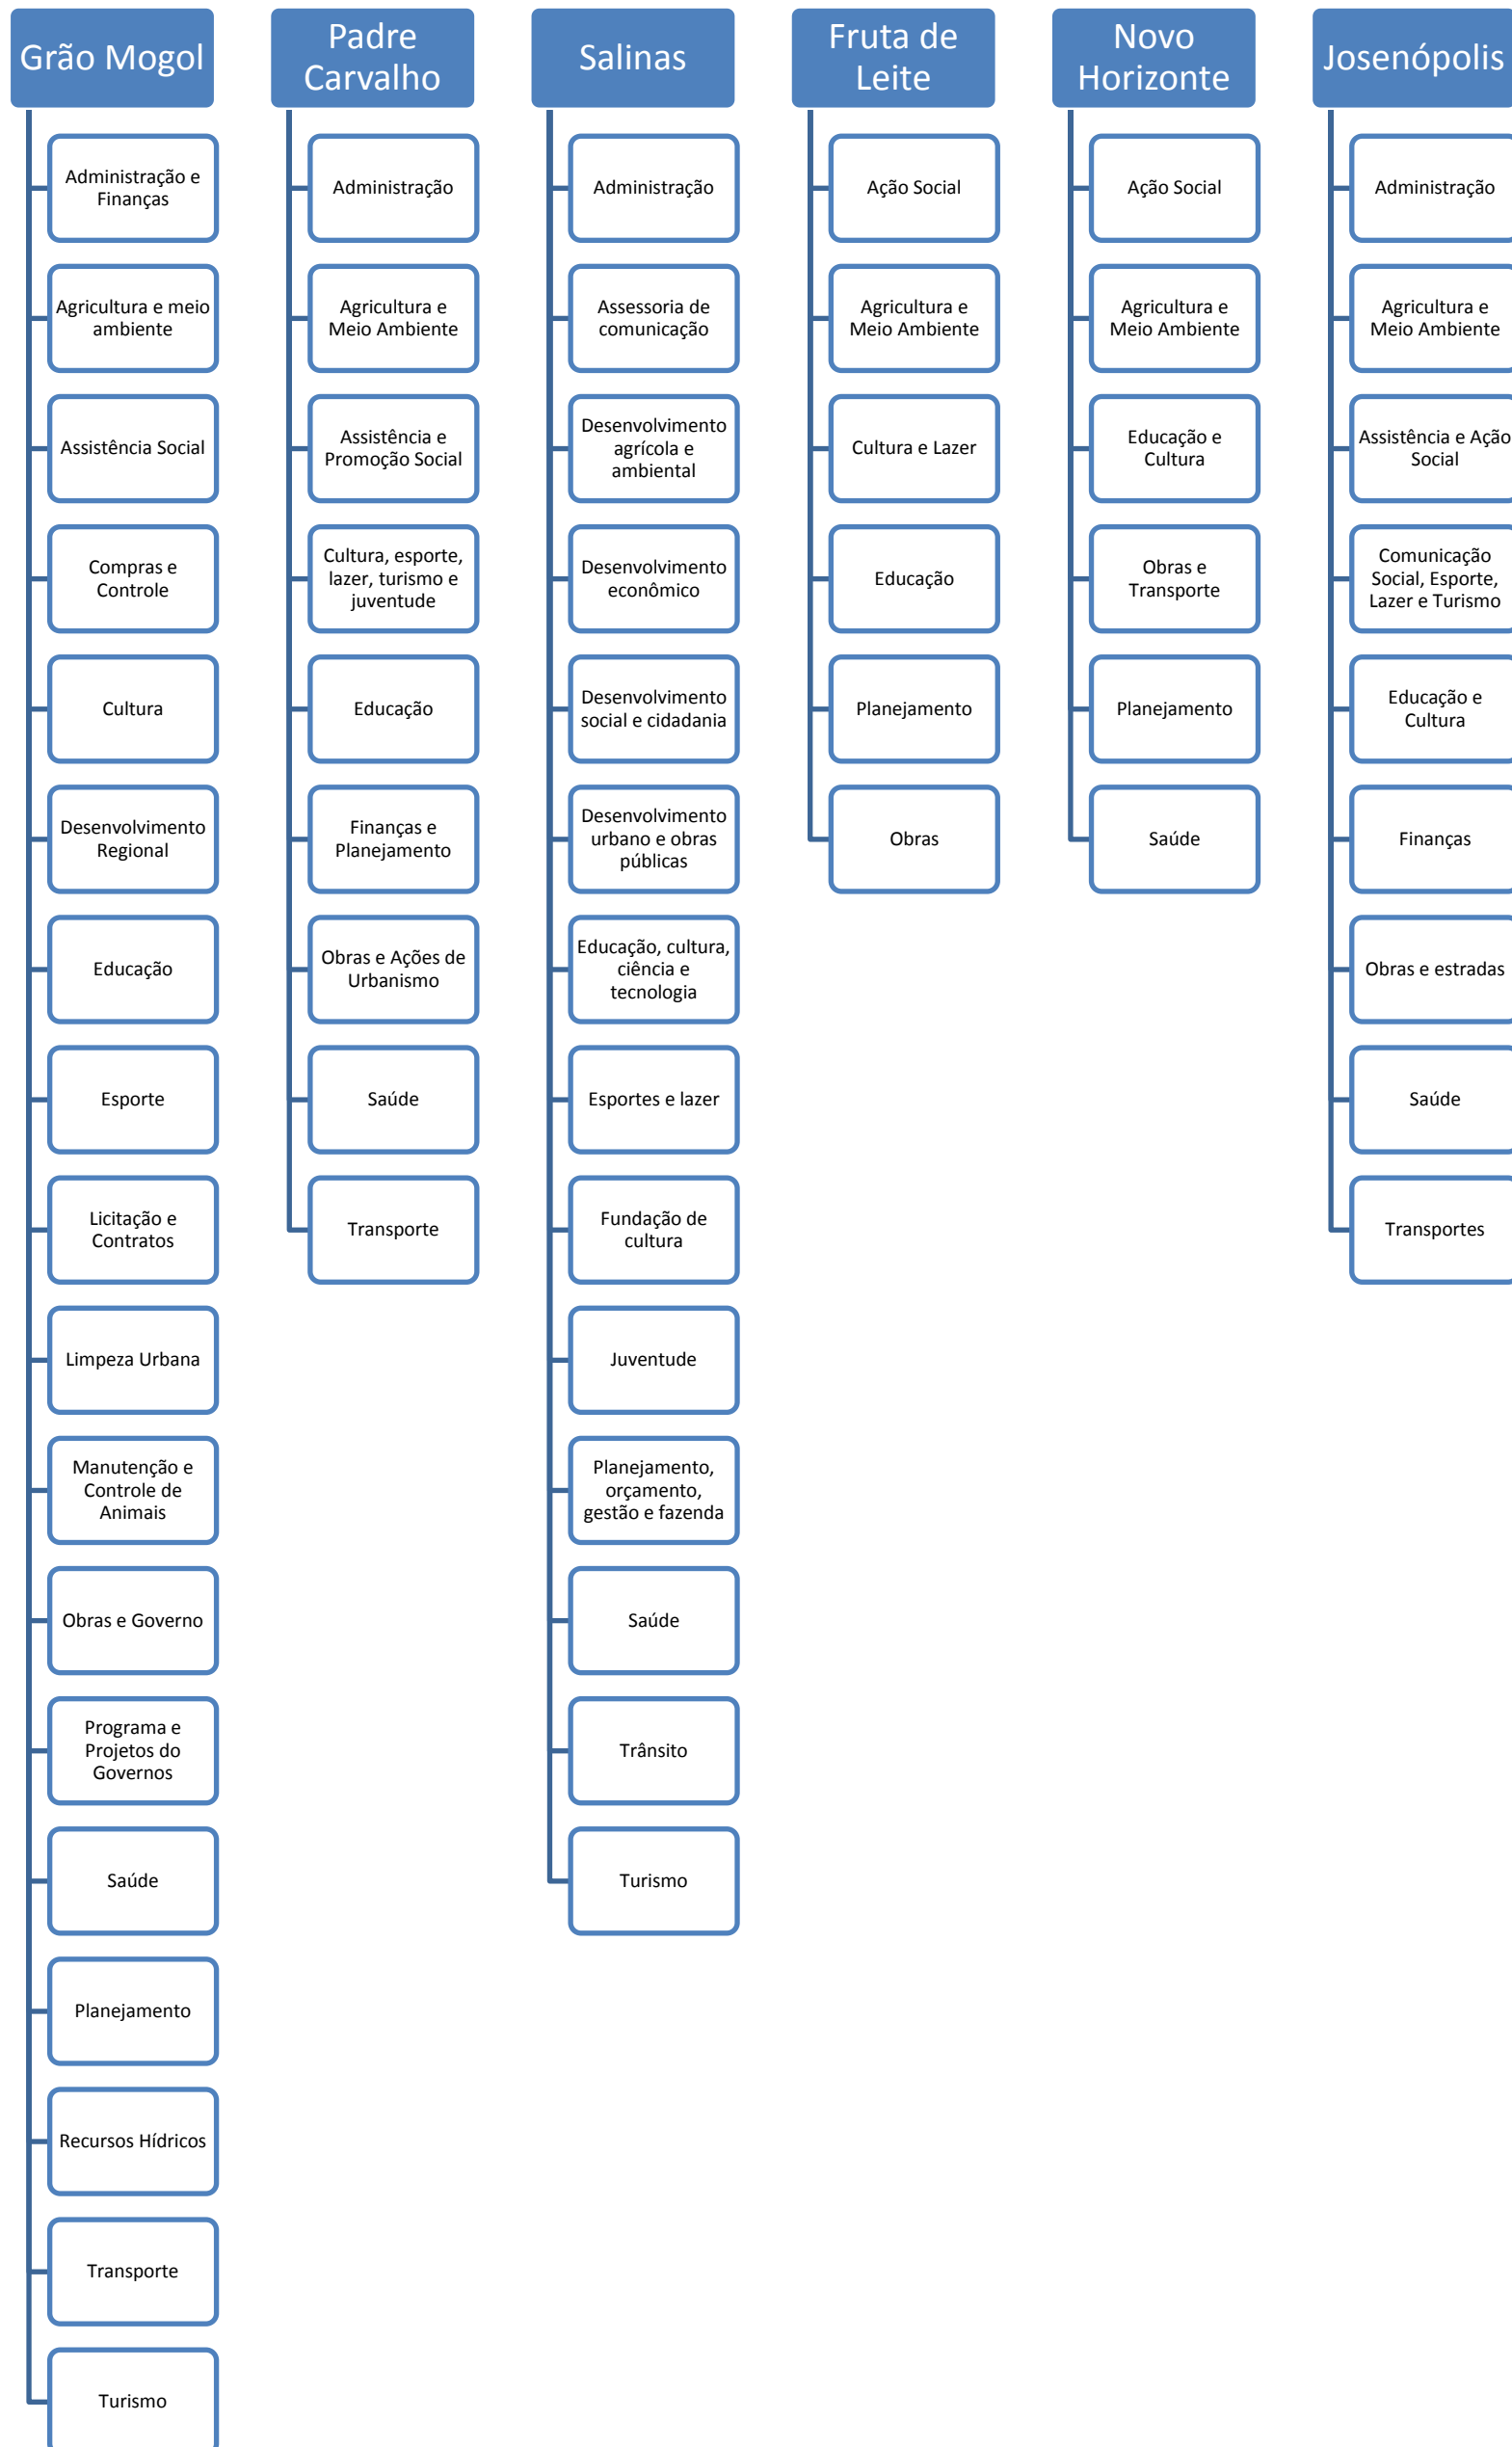 Grão Mogol
Administração e
Finanças
Agricultura e meio
ambiente
Assistência Social
Compras e
Controle
Cultura
Desenvolvimento
Regional
Educação
Esporte
Licitação e
Contratos
Limpeza Urbana
Manutenção e
Controle de
Animais
Obras e Governo
Programa e
Projetos do
Governos
Saúde
Planejamento
Recursos Hídricos
Transporte
Turismo
Padre
Carvalho
Administração
Agricultura e
Meio Ambiente
Assistência e
Promoção Social
Cultura, esporte,
lazer, turismo e
juventude
Educação
Finanças e
Planejamento
Obras e Ações de
Urbanismo
Saúde
Transporte
Salinas
Administração
Assessoria de
comunicação
Desenvolvimento
agrícola e
ambiental
Desenvolvimento
econômico
Desenvolvimento
social e cidadania
Desenvolvimento
urbano e obras
públicas
Educação, cultura,
ciência e
tecnologia
Esportes e lazer
Fundação de
cultura
Juventude
Planejamento,
orçamento,
gestão e fazenda
Saúde
Trânsito
Turismo
Fruta de
Leite
Ação Social
Agricultura e
Meio Ambiente
Cultura e Lazer
Educação
Planejamento
Obras
Novo
Horizonte
Ação Social
Agricultura e
Meio Ambiente
Educação e
Cultura
Obras e
Transporte
Planejamento
Saúde
Josenópolis
Administração
Agricultura e
Meio Ambiente
Assistência e Ação
Social
Comunicação
Social, Esporte,
Lazer e Turismo
Educação e
Cultura
Finanças
Obras e estradas
Saúde
Transportes